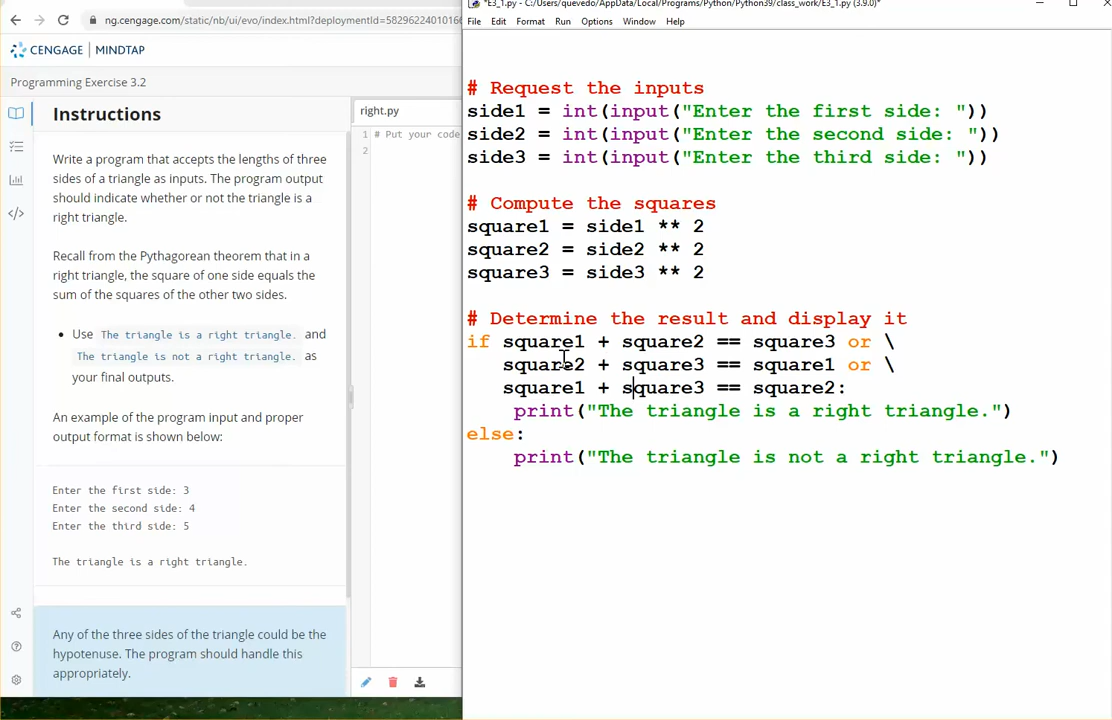 *E3_1.py - C:/Users/quevedo/AppData/Local/Programs/Python/Python39/class_work/E3_1.py (3.9.0)*
ng.cengage.com/static/nb/ui/evo/index.html?deploymentId=58296224010166
File Edit Format Run Options Window Help
CENGAGE | MINDTAP
Programming Exercise 3.2
Instructions
Write a program that accepts the lengths of three
sides of a triangle as inputs. The program output
should indicate whether or not the triangle is a
right triangle.
Recall from the Pythagorean theorem that in a
right triangle, the square of one side equals the
sum of the squares of the other two sides.
• Use The triangle is a right triangle. and
The triangle is not a right triangle. as
your final outputs.
An example of the program input and proper
output format is shown below:
Enter the first side: 3
Enter the second side: 4
Enter the third side: 5
The triangle is a right triangle.
Any of the three sides of the triangle could be the
hypotenuse. The program should handle this
appropriately.
right.py
1 # Put your code
2
# Request the inputs
side1 = int(input("Enter the first side: "))
side2 = int(input("Enter the second side: "))
side3 = int(input("Enter the third side: "))
# Compute the squares
square1 = side1 ** 2
square2 = side2 ** 2
square3 = side3 ** 2
# Determine the result and display it
if square1 + square2 == square3 or \
square2 + square3 == square1 or \
square1 + square3 == square2:
print("The triangle is a right triangle.")
else:
print("The triangle is not a right triangle.")